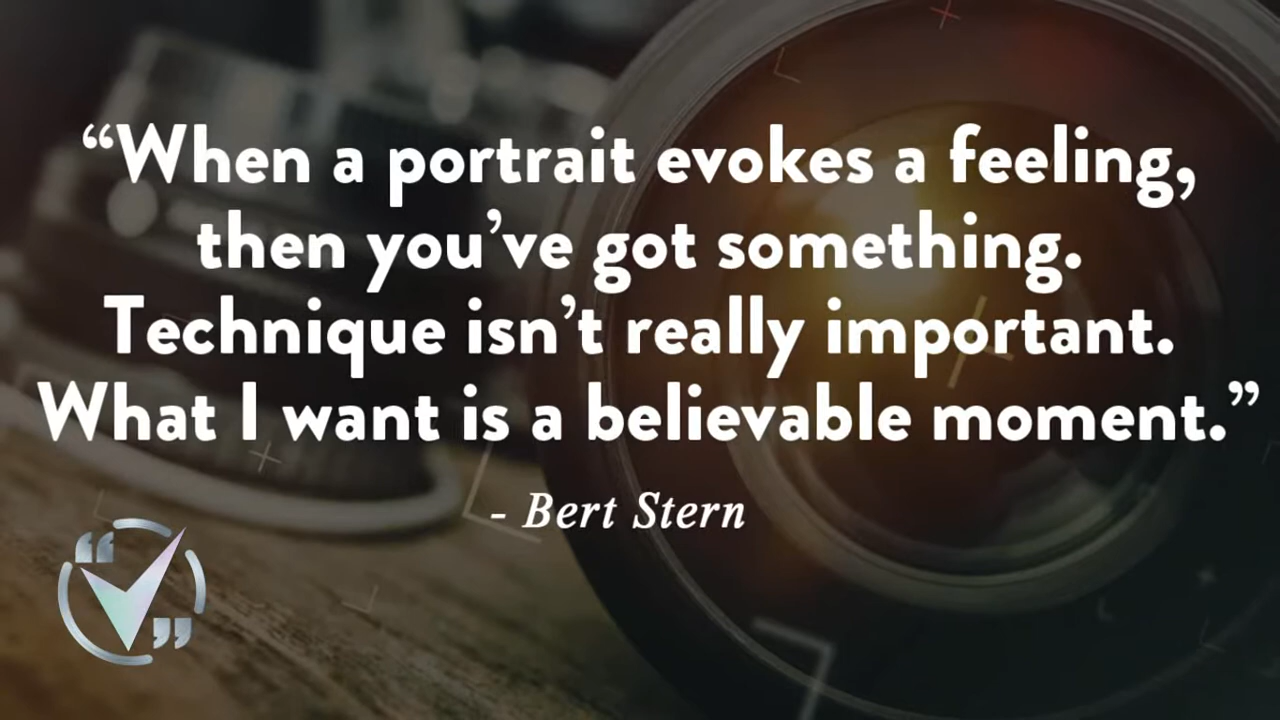 “When a portrait evokes a feeling,
then you’ve got something.
Technique isn’t really important.
What I want is a believable moment.”
- Bert Stern